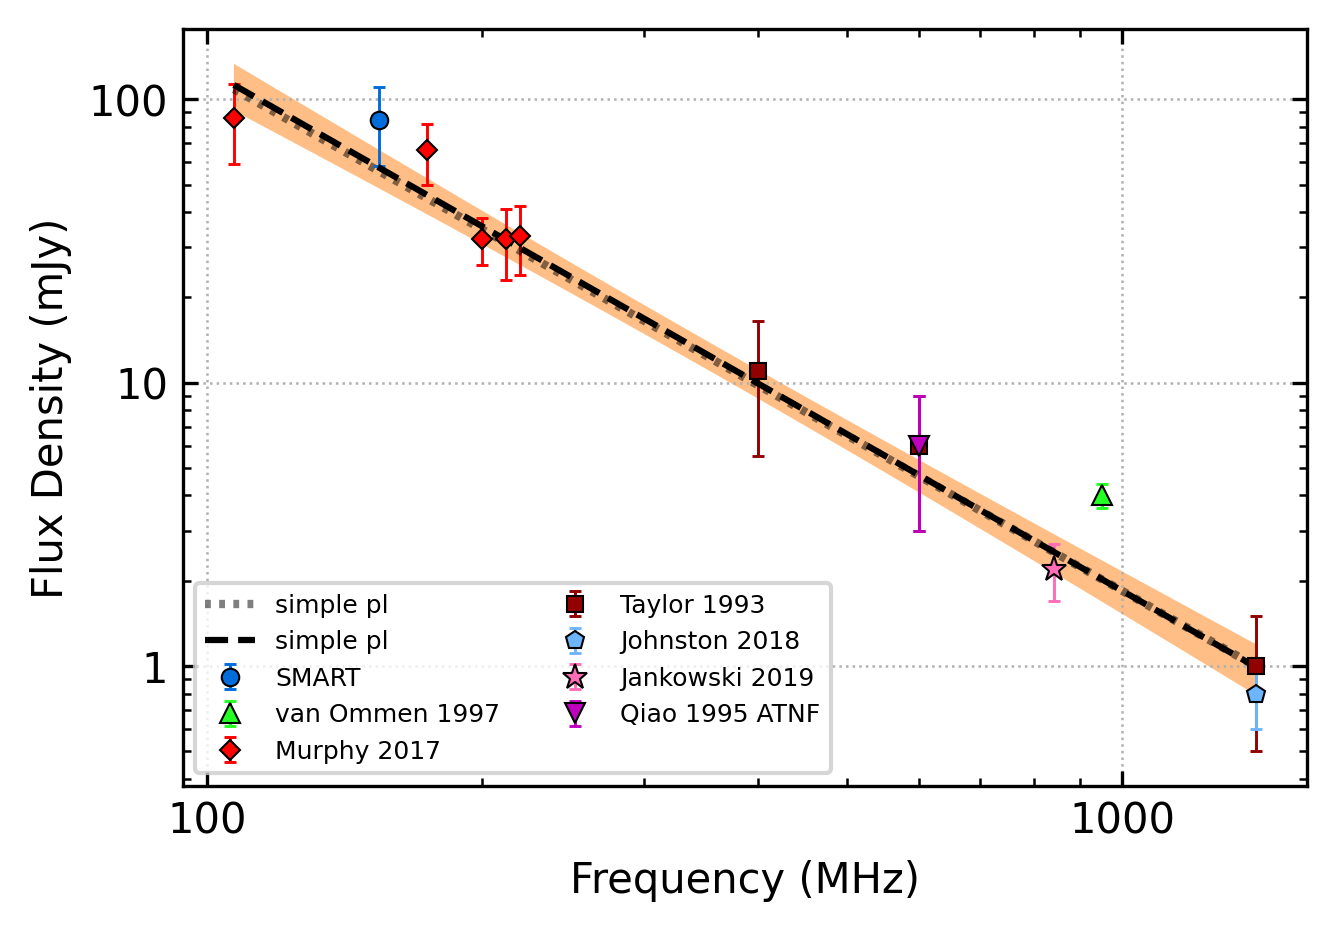 Flux Density (mJy)
100
10
1
simple pl
simple pl
SMART
van Ommen 1997
Murphy 2017
Taylor 1993
Johnston 2018
Jankowski 2019
Qiao 1995 ATNF
100
1000
Frequency (MHz)